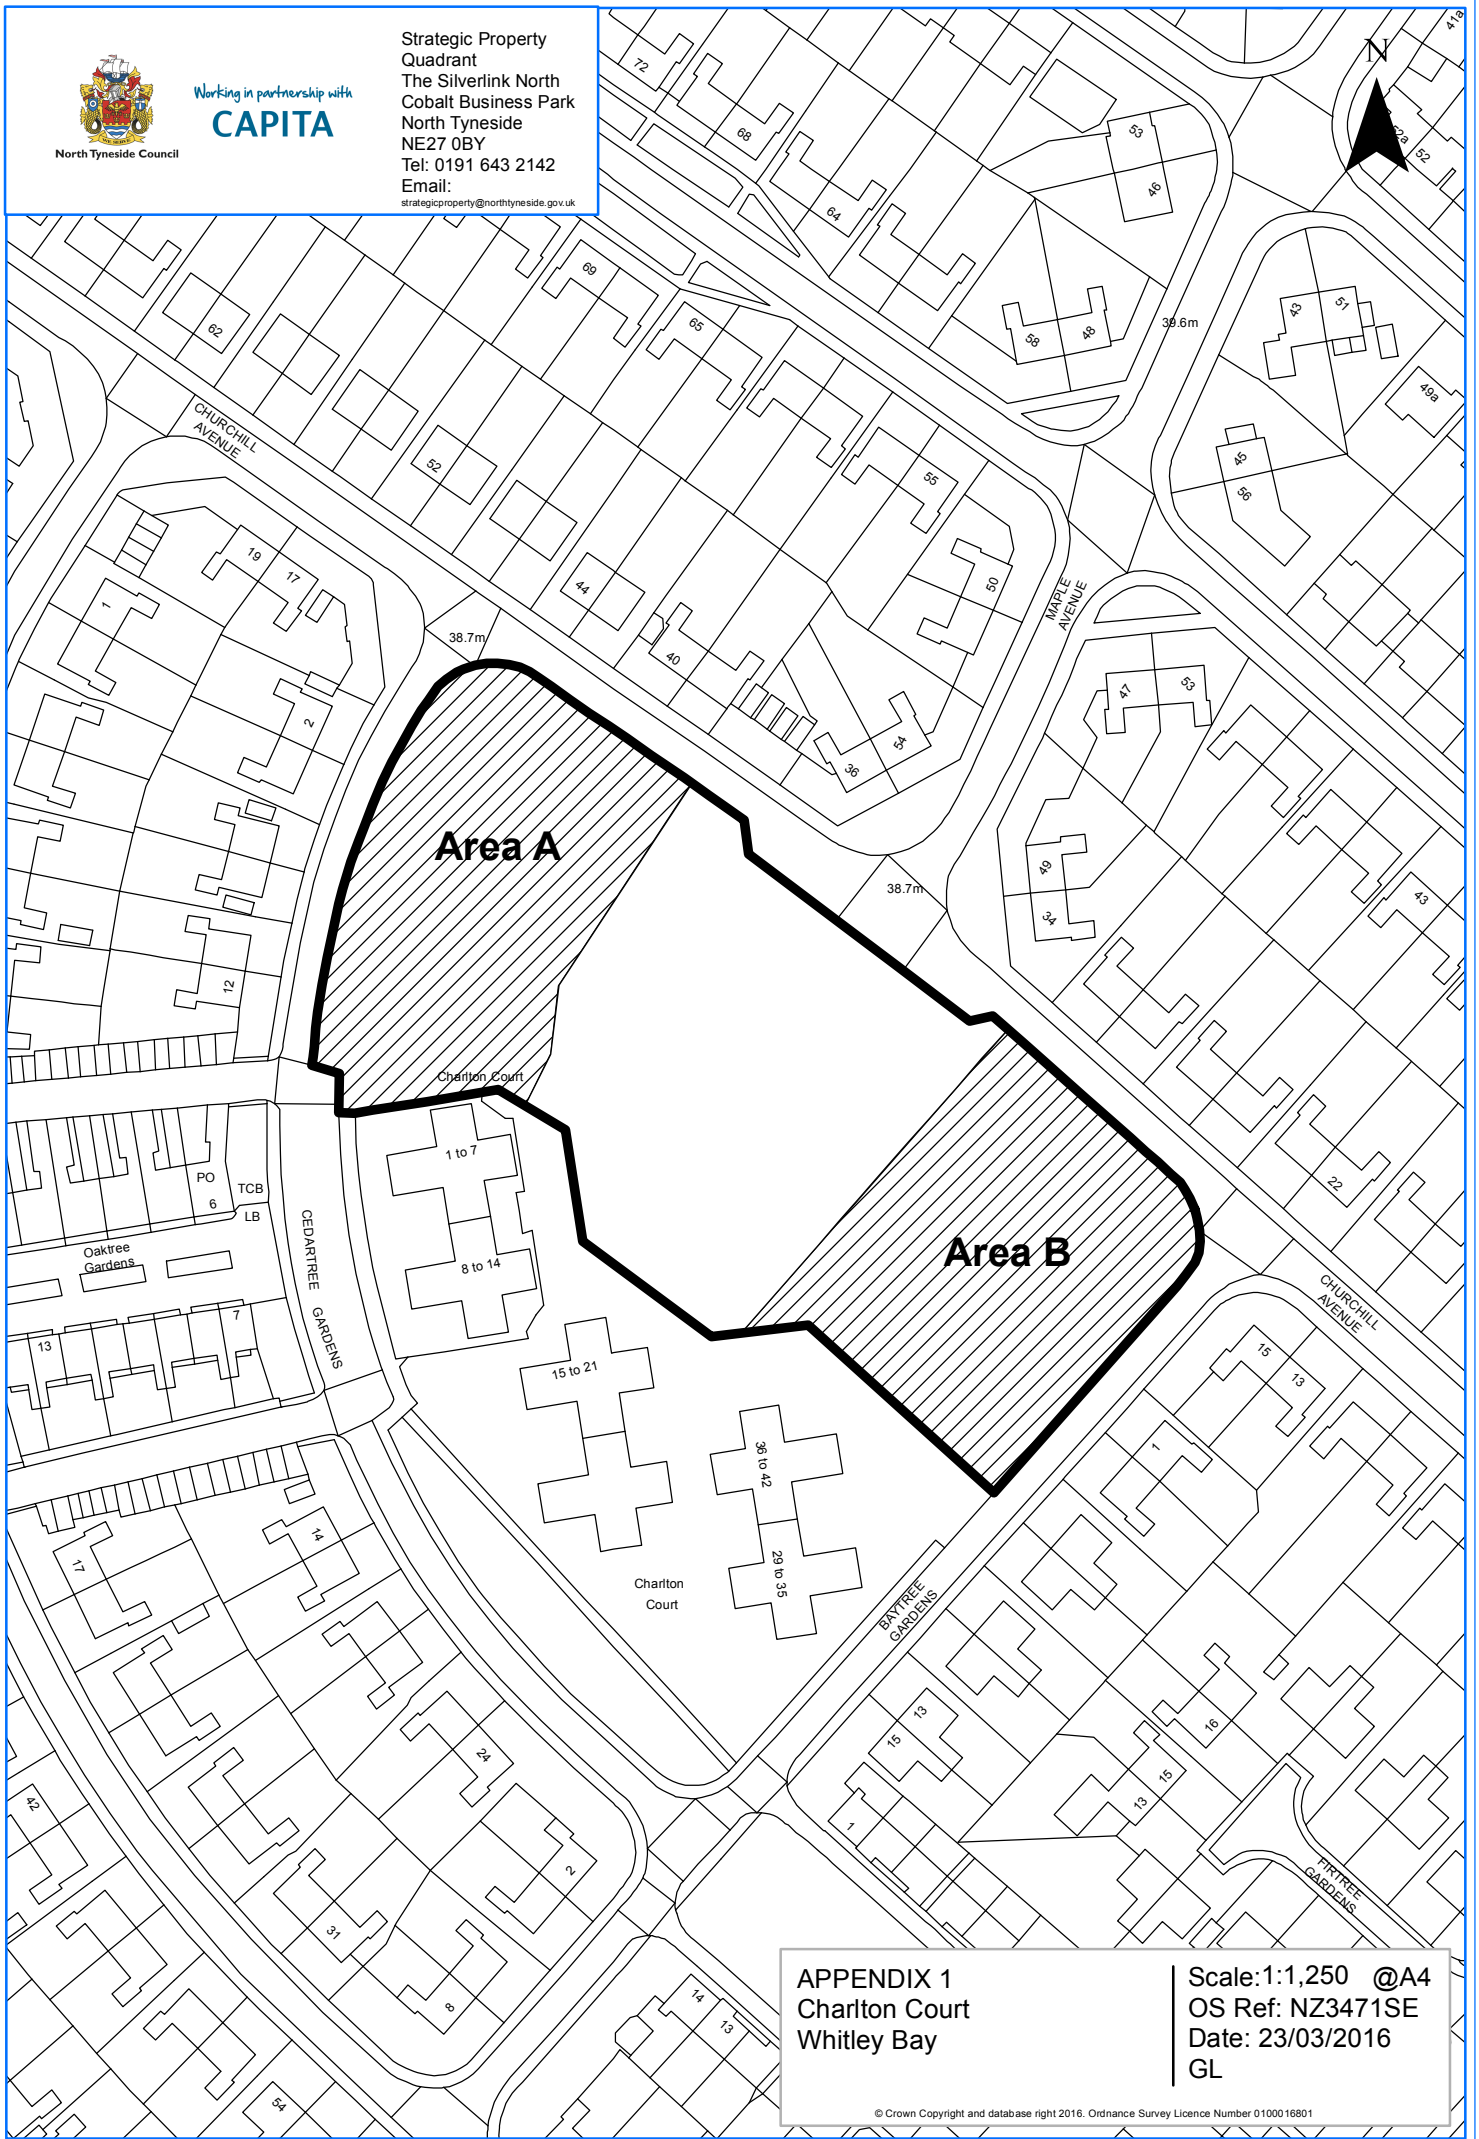 North Tyneside Council
Working in partnership with
CAPITA
Strategic Property
Quadrant
The Silverlink North
Cobalt Business Park
North Tyneside
NE27 0BY
Tel: 0191 643 2142
Email:
strategicproperty@northtyneside.gov.uk
N
41a
52a
52
72
68
64
53
46
58
48
39.6m
43
51
49a
45
56
69
65
62
52
44
40
55
50
36
54
CHURCHILL
AVENUE
MAPLE
AVENUE
19
17
1
2
12
38.7m
38.7m
47
53
49
34
43
22
Area A
Area B
Charlton Court
1 to 7
8 to 14
15 to 21
36 to 42
29 to 35
Charlton
Court
PO
6
TCB
LB
Oaktree
Gardens
7
13
CEDARTREE
GARDENS
CHURCHILL
AVENUE
15
13
1
BAYTREE
GARDENS
17
14
24
2
42
31
8
54
13
15
1
16
15
13
FIRTREE
GARDENS
14
13
APPENDIX 1
Charlton Court
Whitley Bay
Scale:1:1,250 @A4
OS Ref: NZ3471SE
Date: 23/03/2016
GL
© Crown Copyright and database right 2016. Ordnance Survey Licence Number 0100016801